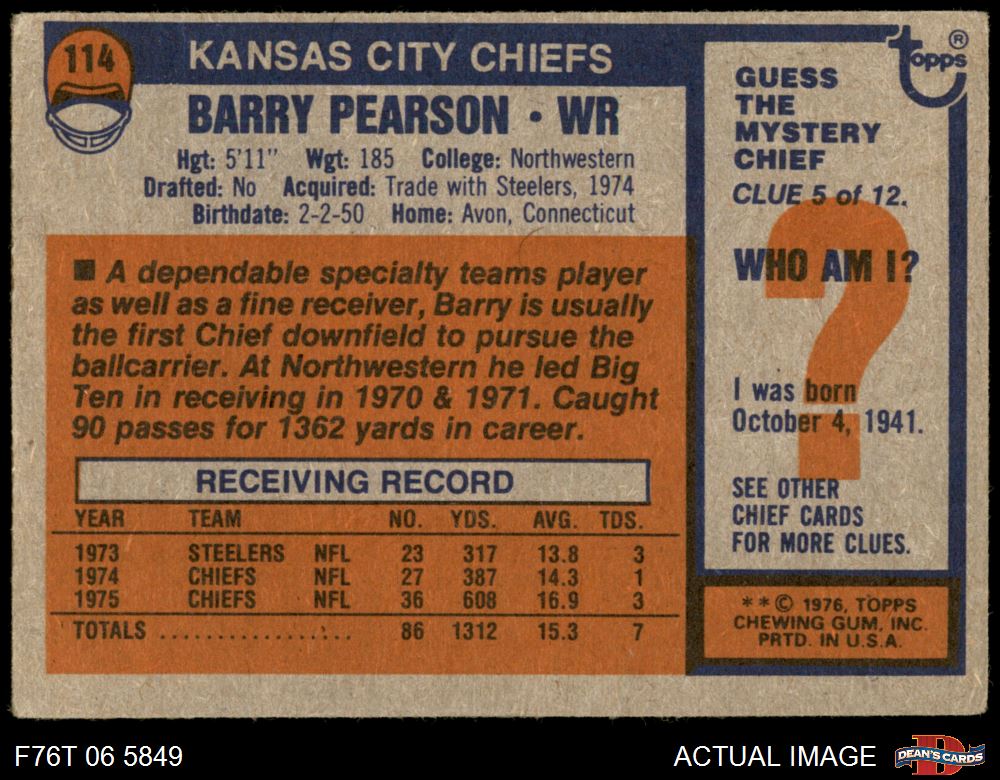 114
KANSAS CITY CHIEFS
BARRY PEARSON • WR
Hgt: 5'11" Wgt: 185 College: Northwestern
Drafted: No Acquired: Trade with Steelers, 1974
Birthdate: 2-2-50 Home: Avon, Connecticut
■ A dependable specialty teams player
as well as a fine receiver, Barry is usually
the first Chief downfield to pursue the
ballcarrier. At Northwestern he led Big
Ten in receiving in 1970 & 1971. Caught
90 passes for 1362 yards in career.
RECEIVING RECORD
YEAR TEAM NO. YDS. AVG. TDS.
1973 STEELERS NFL 23 317 13.8 3
1974 CHIEFS NFL 27 387 14.3 1
1975 CHIEFS NFL 36 608 16.9 3
TOTALS .................. 86 1312 15.3 7
topps ®
GUESS
THE
MYSTERY
CHIEF
CLUE 5 of 12.
?
WHO AM I?
I was born
October 4, 1941.
SEE OTHER
CHIEF CARDS
FOR MORE CLUES.
**© 1976, TOPPS
CHEWING GUM, INC.
PRTD. IN U.S.A.
F76T 06 5849
ACTUAL IMAGE
D
DEAN'S CARDS